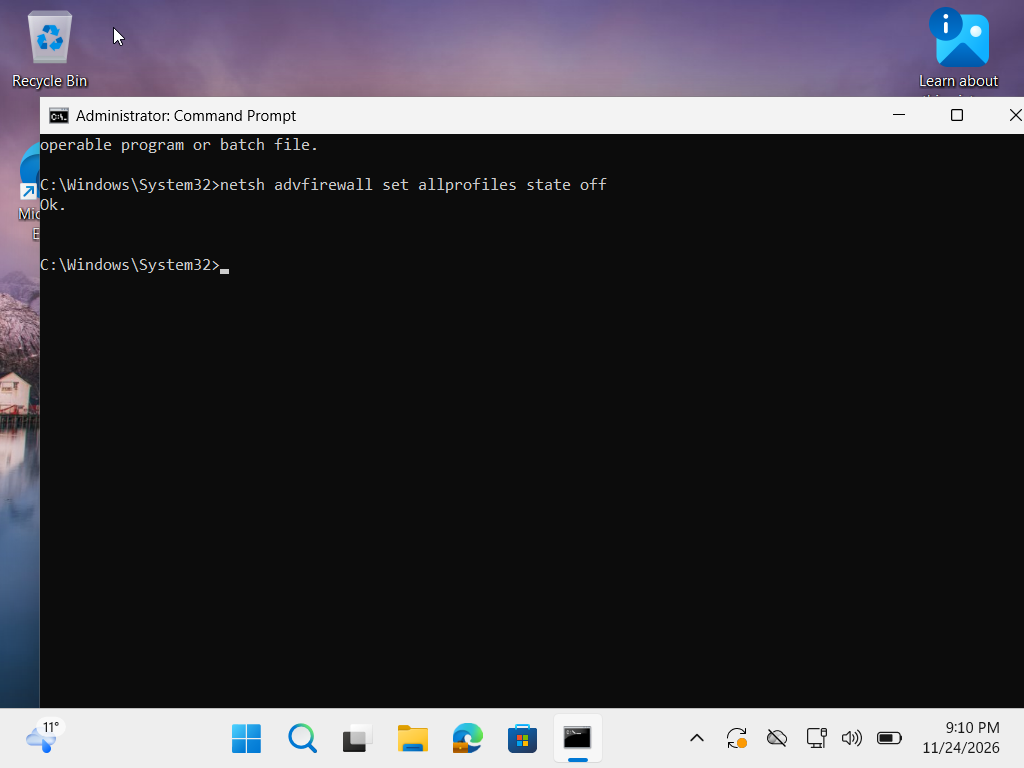 Recycle Bin
Learn about
Administrator: Command Prompt
operable program or batch file.
C:\Windows\System32>netsh advfirewall set allprofiles state off
Ok.
C:\Windows\System32>
Mic
E
11°
9:10 PM
11/24/2026